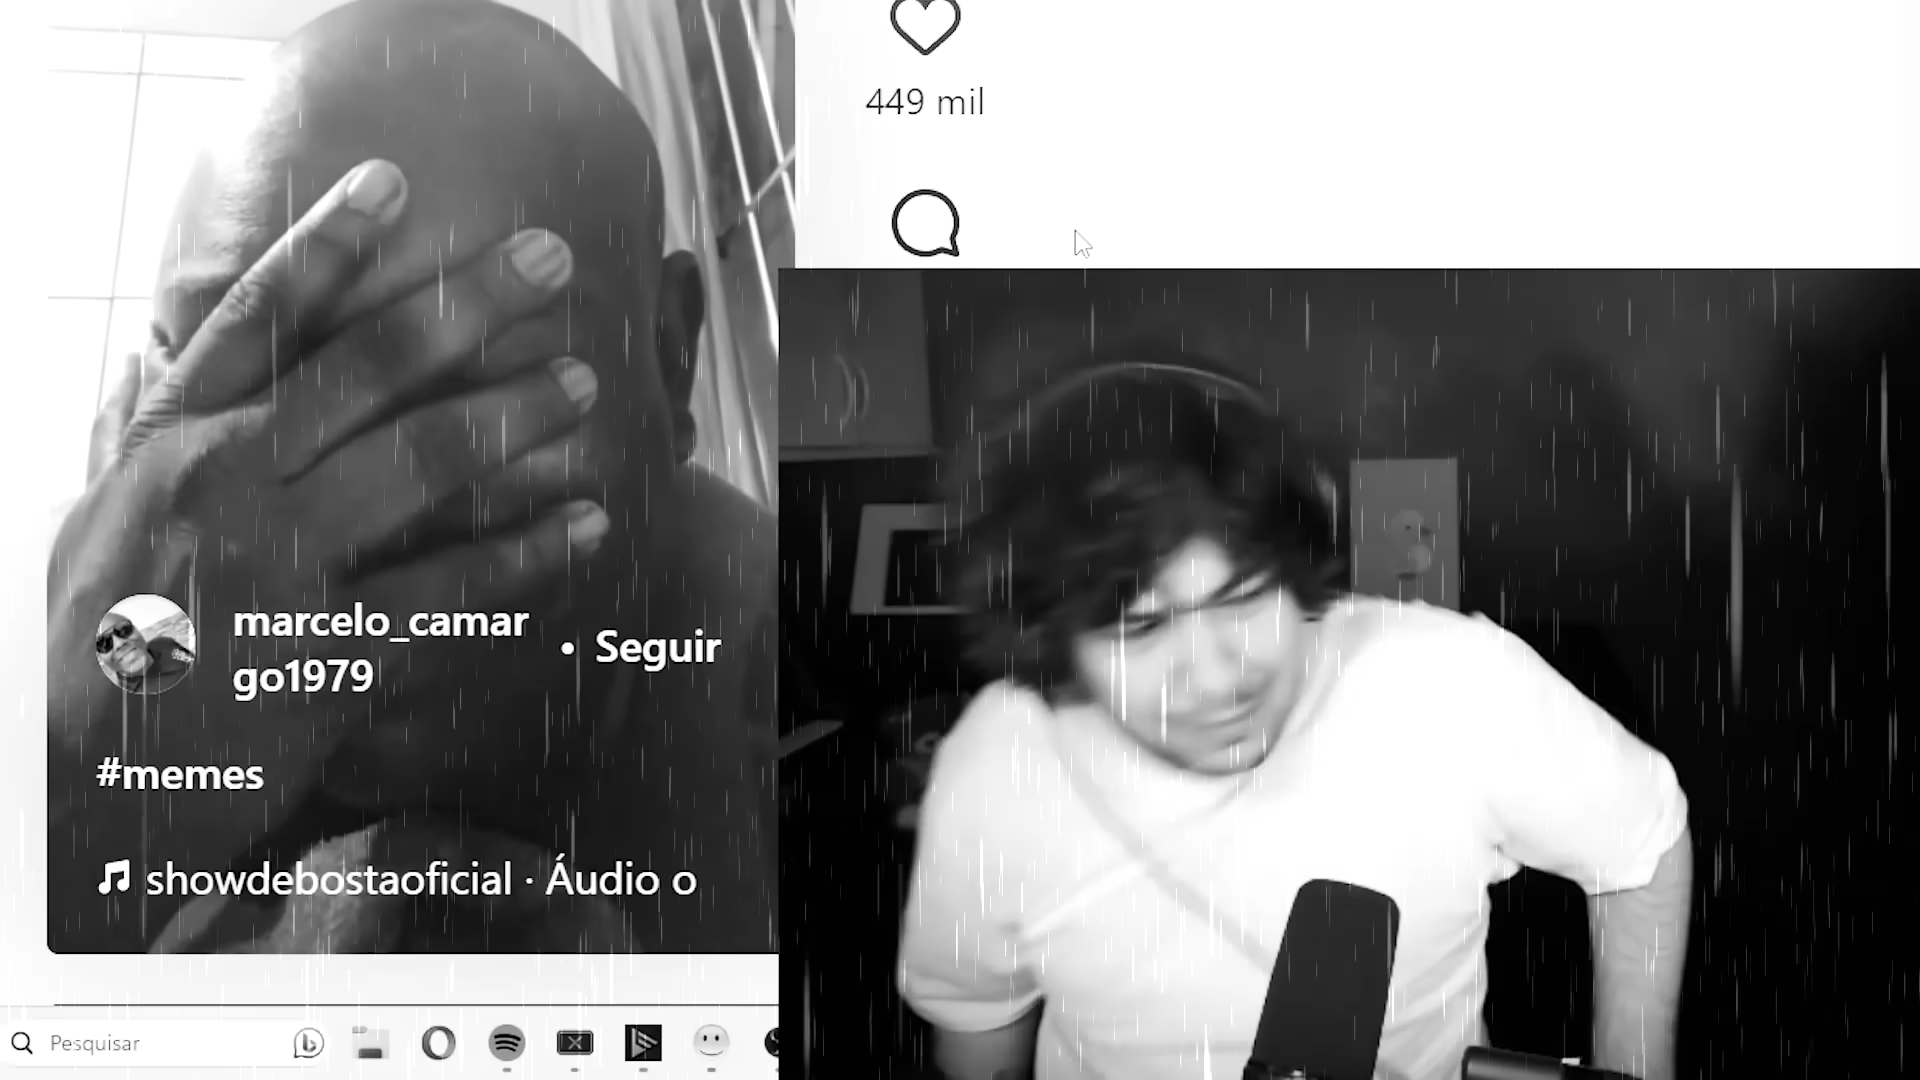 449 mil
marcelo_camar
go1979
• Seguir
#memes
showdebostaoficial · Áudio o
Pesquisar